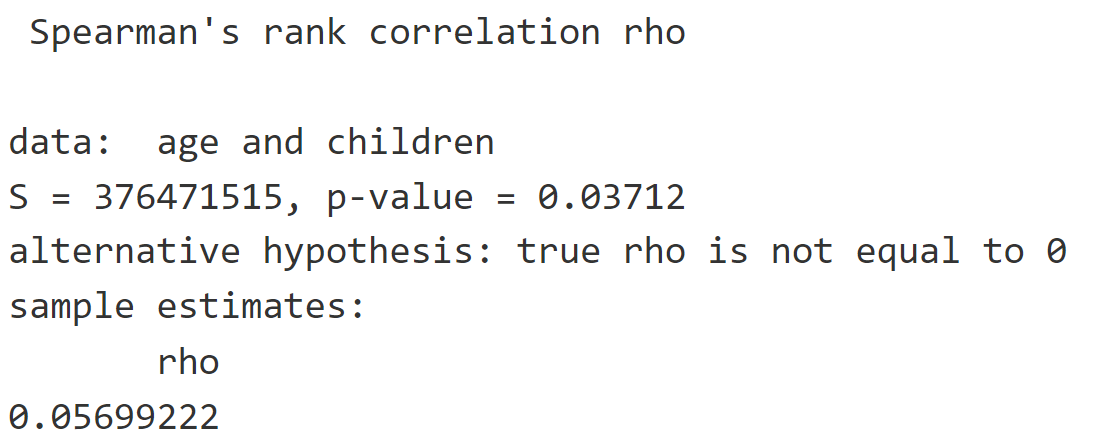 Spearman's rank correlation rho
data:  age and children
S = 376471515, p-value = 0.03712
alternative hypothesis: true rho is not equal to 0
sample estimates:
rho
0.05699222